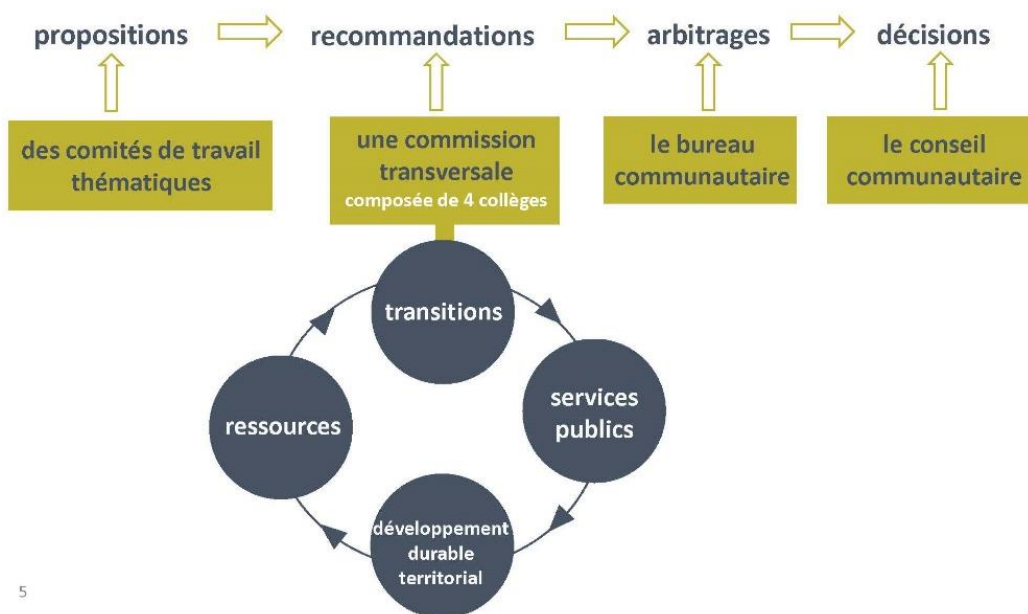 propositions
recommandations
arbitrages
décisions
des comités de travail
thématiques
une commission
transversale
composée de 4 collèges
le bureau
communautaire
le conseil
communautaire
transitions
services
publics
développement
durable
territorial
ressources
5